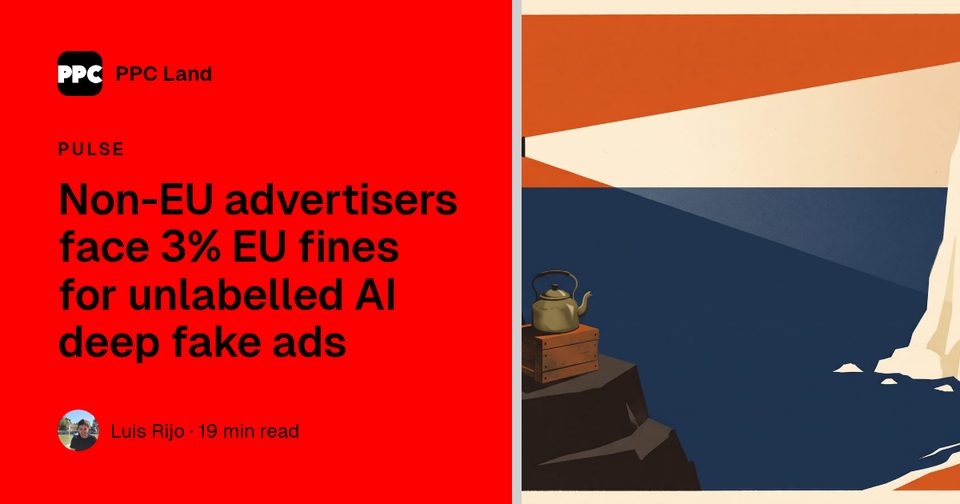 PPC
PPC Land
PULSE
Non-EU advertisers
face 3% EU fines
for unlabelled AI
deep fake ads
Luis Rijo · 19 min read